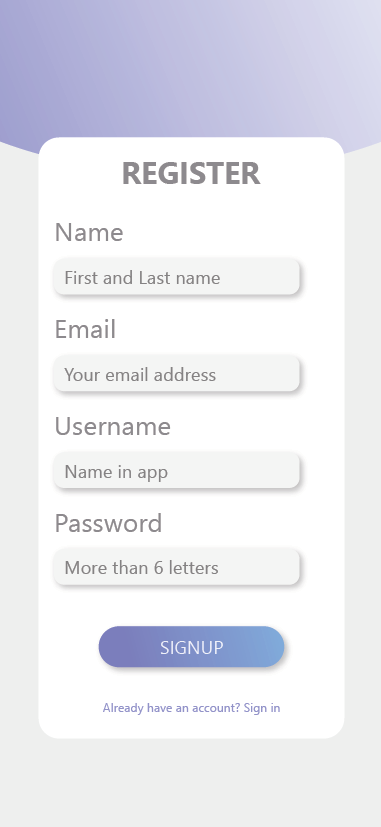 REGISTER
Name
First and Last name
Email
Your email address
Username
Name in app
Password
More than 6 letters
SIGNUP
Already have an account? Sign in